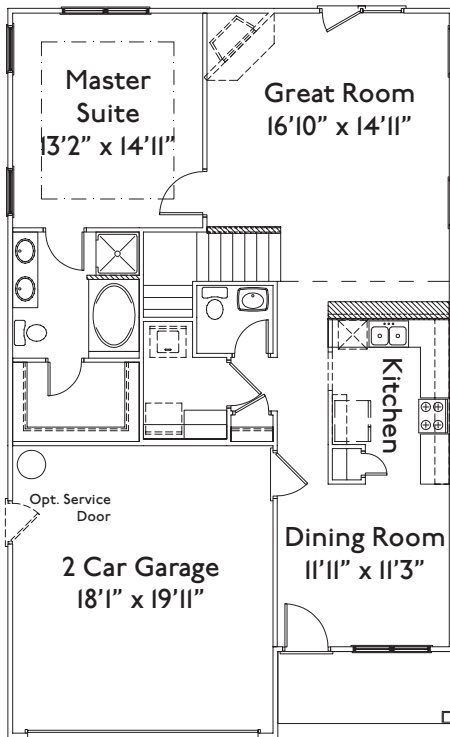 Master
Suite
13'2" x 14'11"
Great Room
16'10" x 14'11"
Kitchen
Opt. Service
Door
Dining Room
11'11" x 11'3"
2 Car Garage
18'1" x 19'11"